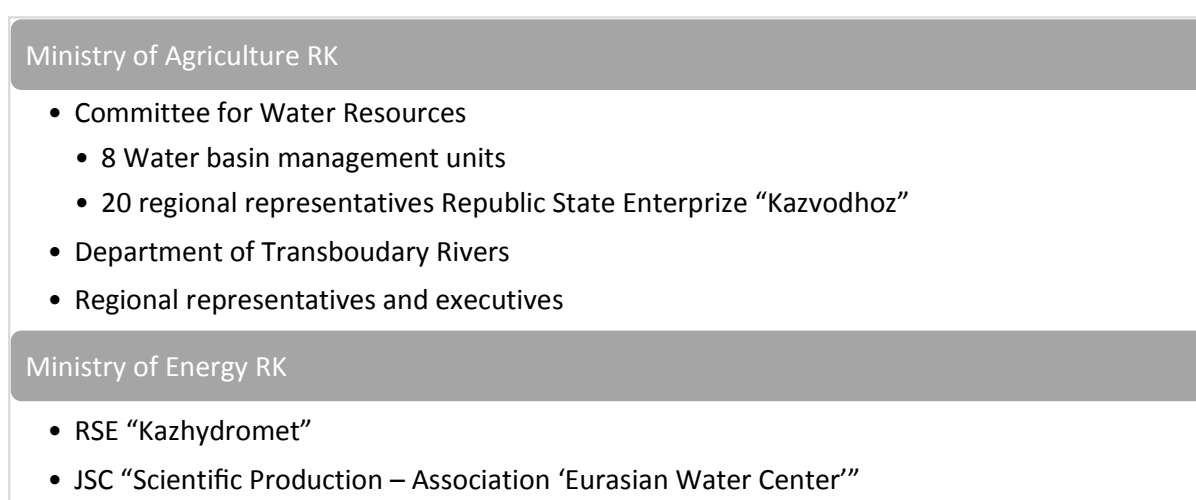 Ministry of Agriculture RK
• Committee for Water Resources
• 8 Water basin management units
• 20 regional representatives Republic State Enterprize “Kazvodhoz”
• Department of Transboudary Rivers
• Regional representatives and executives
Ministry of Energy RK
• RSE “Kazhydromet”
• JSC “Scientific Production – Association ‘Eurasian Water Center’”